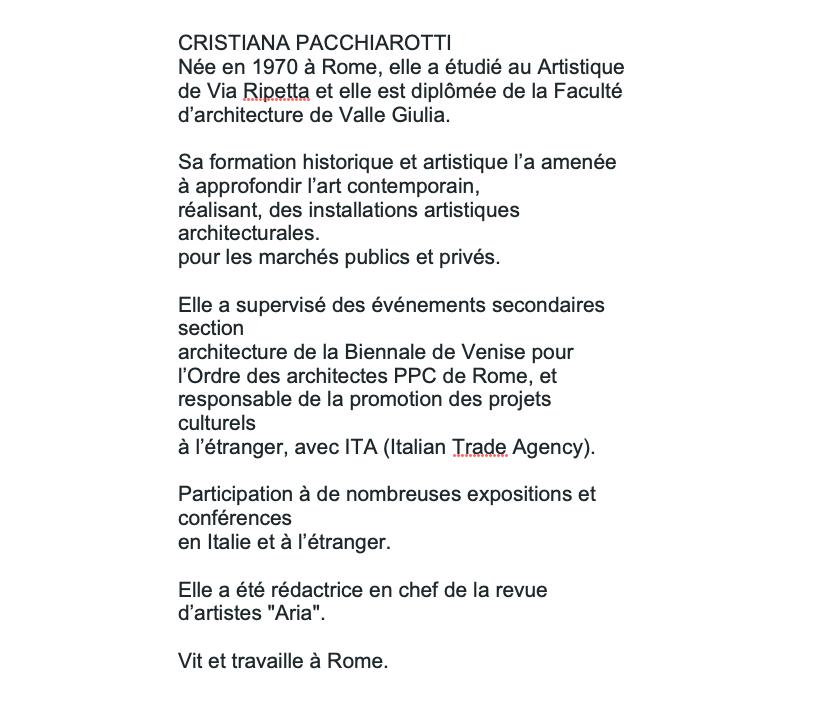 CRISTIANA PACCHIAROTTI
Née en 1970 à Rome, elle a étudié au Artistique
de Via Ripetta et elle est diplômée de la Faculté
d’architecture de Valle Giulia.
Sa formation historique et artistique l’a amenée
à approfondir l’art contemporain,
réalisant, des installations artistiques
architecturales.
pour les marchés publics et privés.
Elle a supervisé des événements secondaires
section
architecture de la Biennale de Venise pour
l’Ordre des architectes PPC de Rome, et
responsable de la promotion des projets
culturels
à l’étranger, avec ITA (Italian Trade Agency).
Participation à de nombreuses expositions et
conférences
en Italie et à l’étranger.
Elle a été rédactrice en chef de la revue
d’artistes "Aria".
Vit et travaille à Rome.